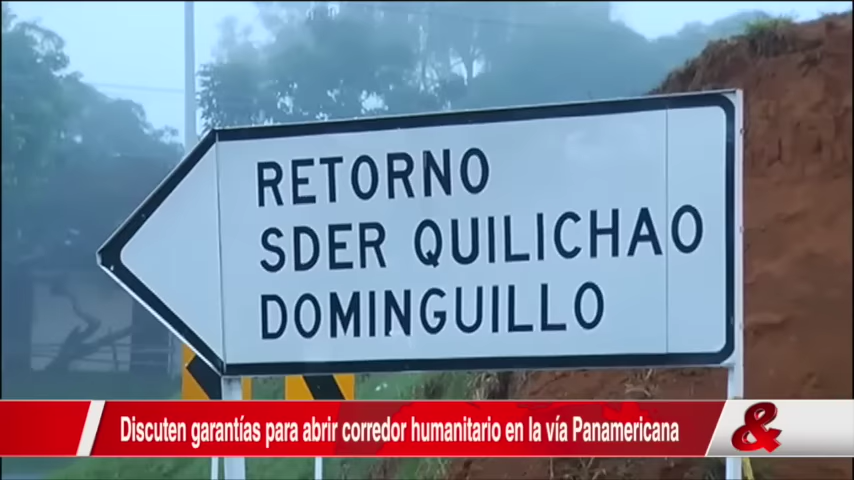 RETORNO
SDER QUILICHAO
DOMINGUILLO
Discuten garantías para abrir corredor humanitario en la vía Panamericana
&